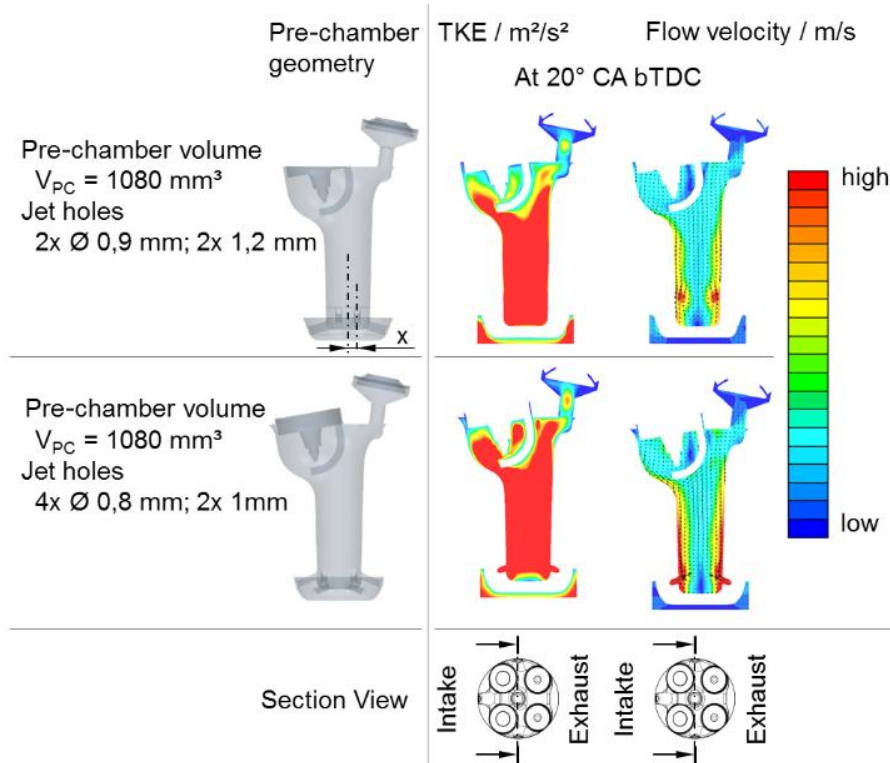 Pre-chamber
geometry
TKE / m²/s²
Flow velocity / m/s
At 20° CA bTDC
Pre-chamber volume
V_PC = 1080 mm³
Jet holes
2x Ø 0,9 mm; 2x 1,2 mm
x
high
low
Pre-chamber volume
V_PC = 1080 mm³
Jet holes
4x Ø 0,8 mm; 2x 1mm
Section View
Intake
Exhaust
Intakte
Exhaust